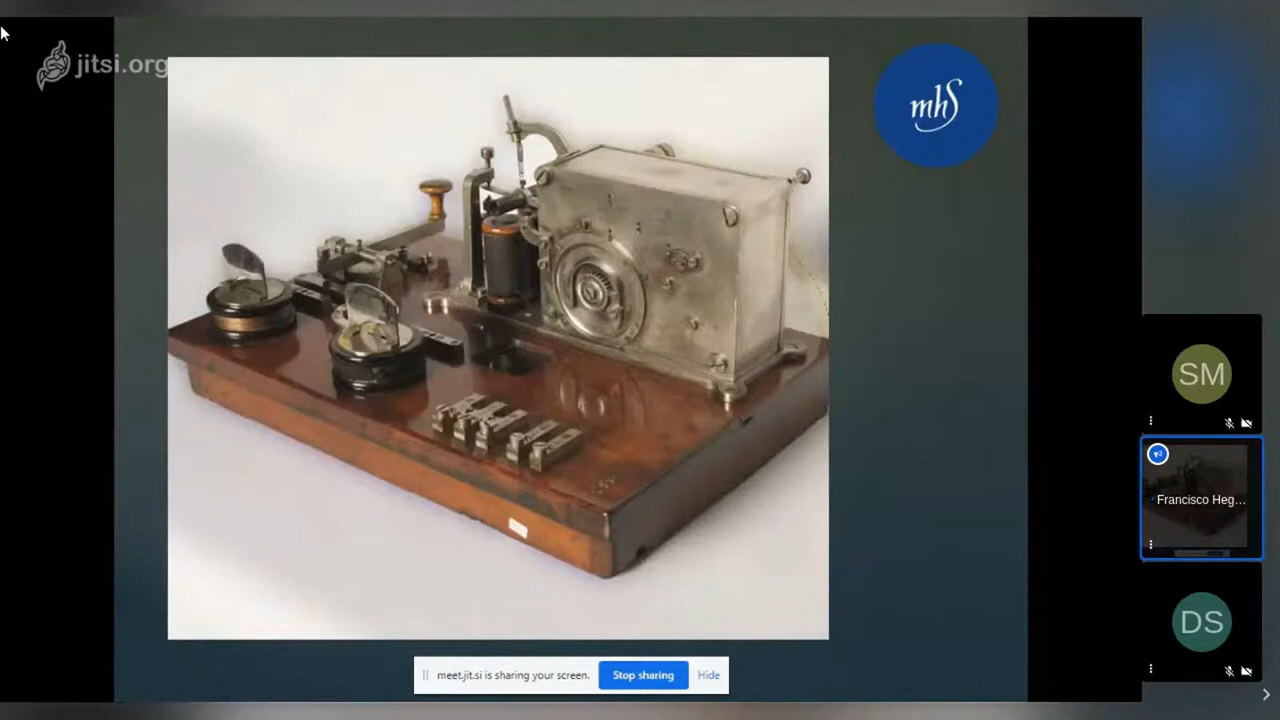 jitsi.org
mhS
SM
Francisco Heg...
DS
meet.jit.si is sharing your screen.
Stop sharing
Hide